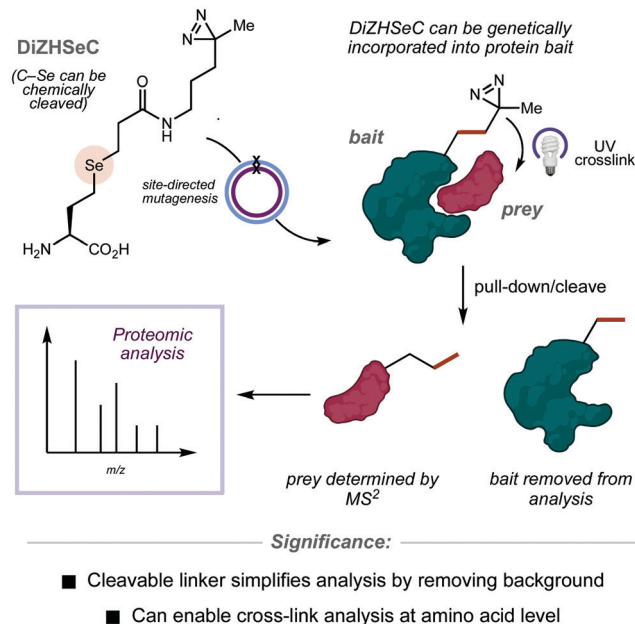 DiZHSeC
(C–Se can be
chemically
cleaved)
N
N
Me
O
N
H
Se
H₂N
CO₂H
site-directed
mutagenesis
x
x
DiZHSeC can be genetically
incorporated into protein bait
N
N
Me
bait
prey
UV
crosslink
pull-down/cleave
Proteomic
analysis
m/z
prey determined by
MS²
bait removed from
analysis
Significance:
Cleavable linker simplifies analysis by removing background
Can enable cross-link analysis at amino acid level